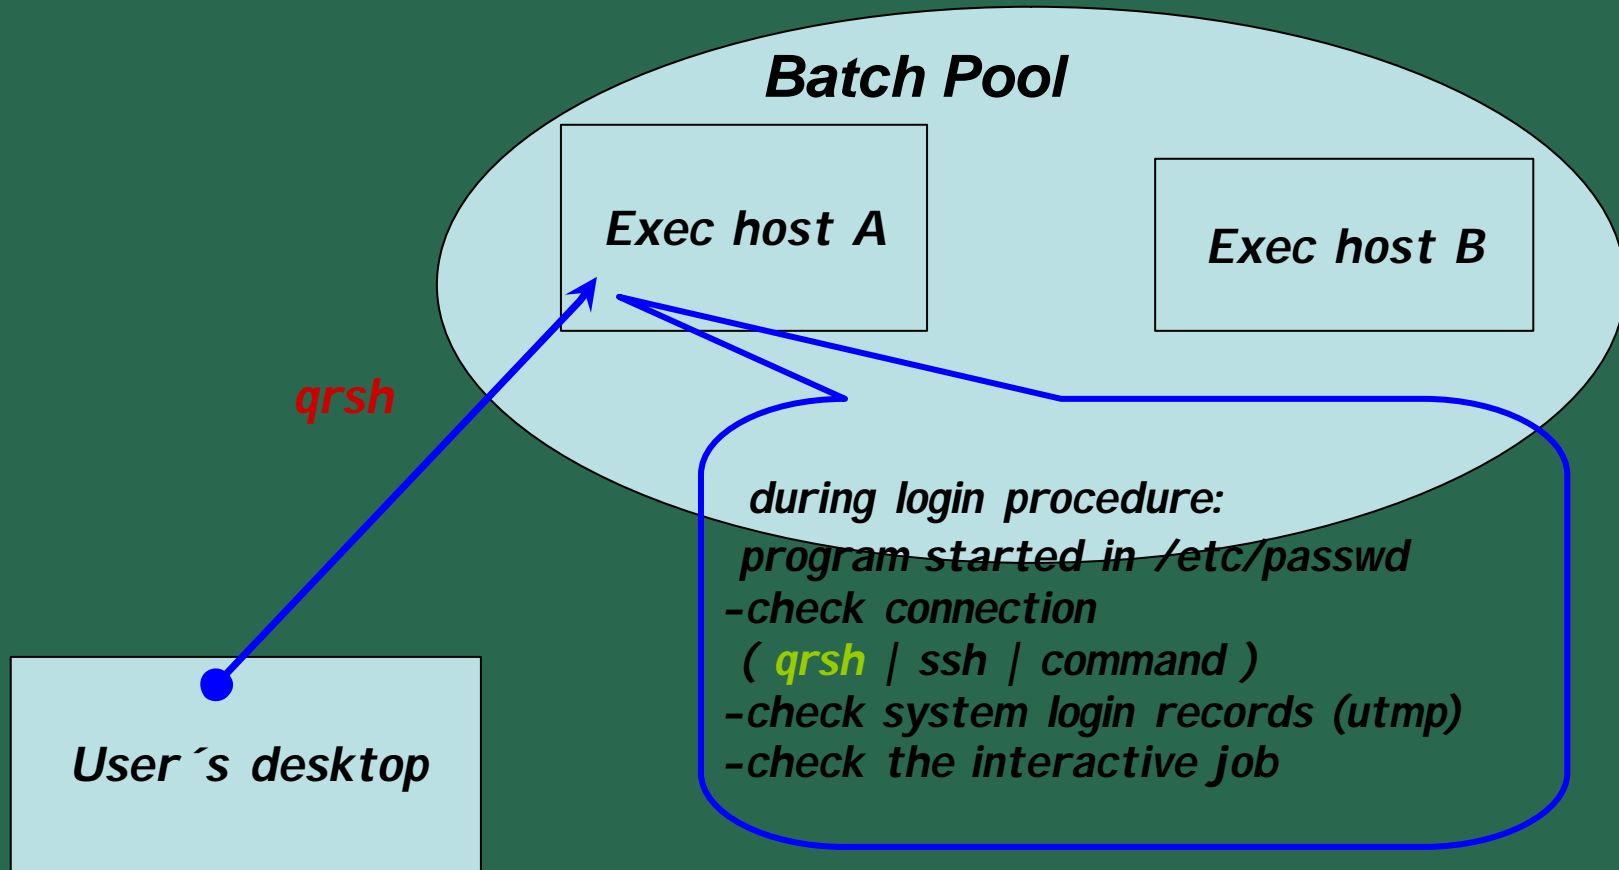 Batch Pool
Exec host A
Exec host B
qrsh
during login procedure:
program started in /etc/passwd
-check connection
( qrsh | ssh | command )
-check system login records (utmp)
-check the interactive job
User´s desktop